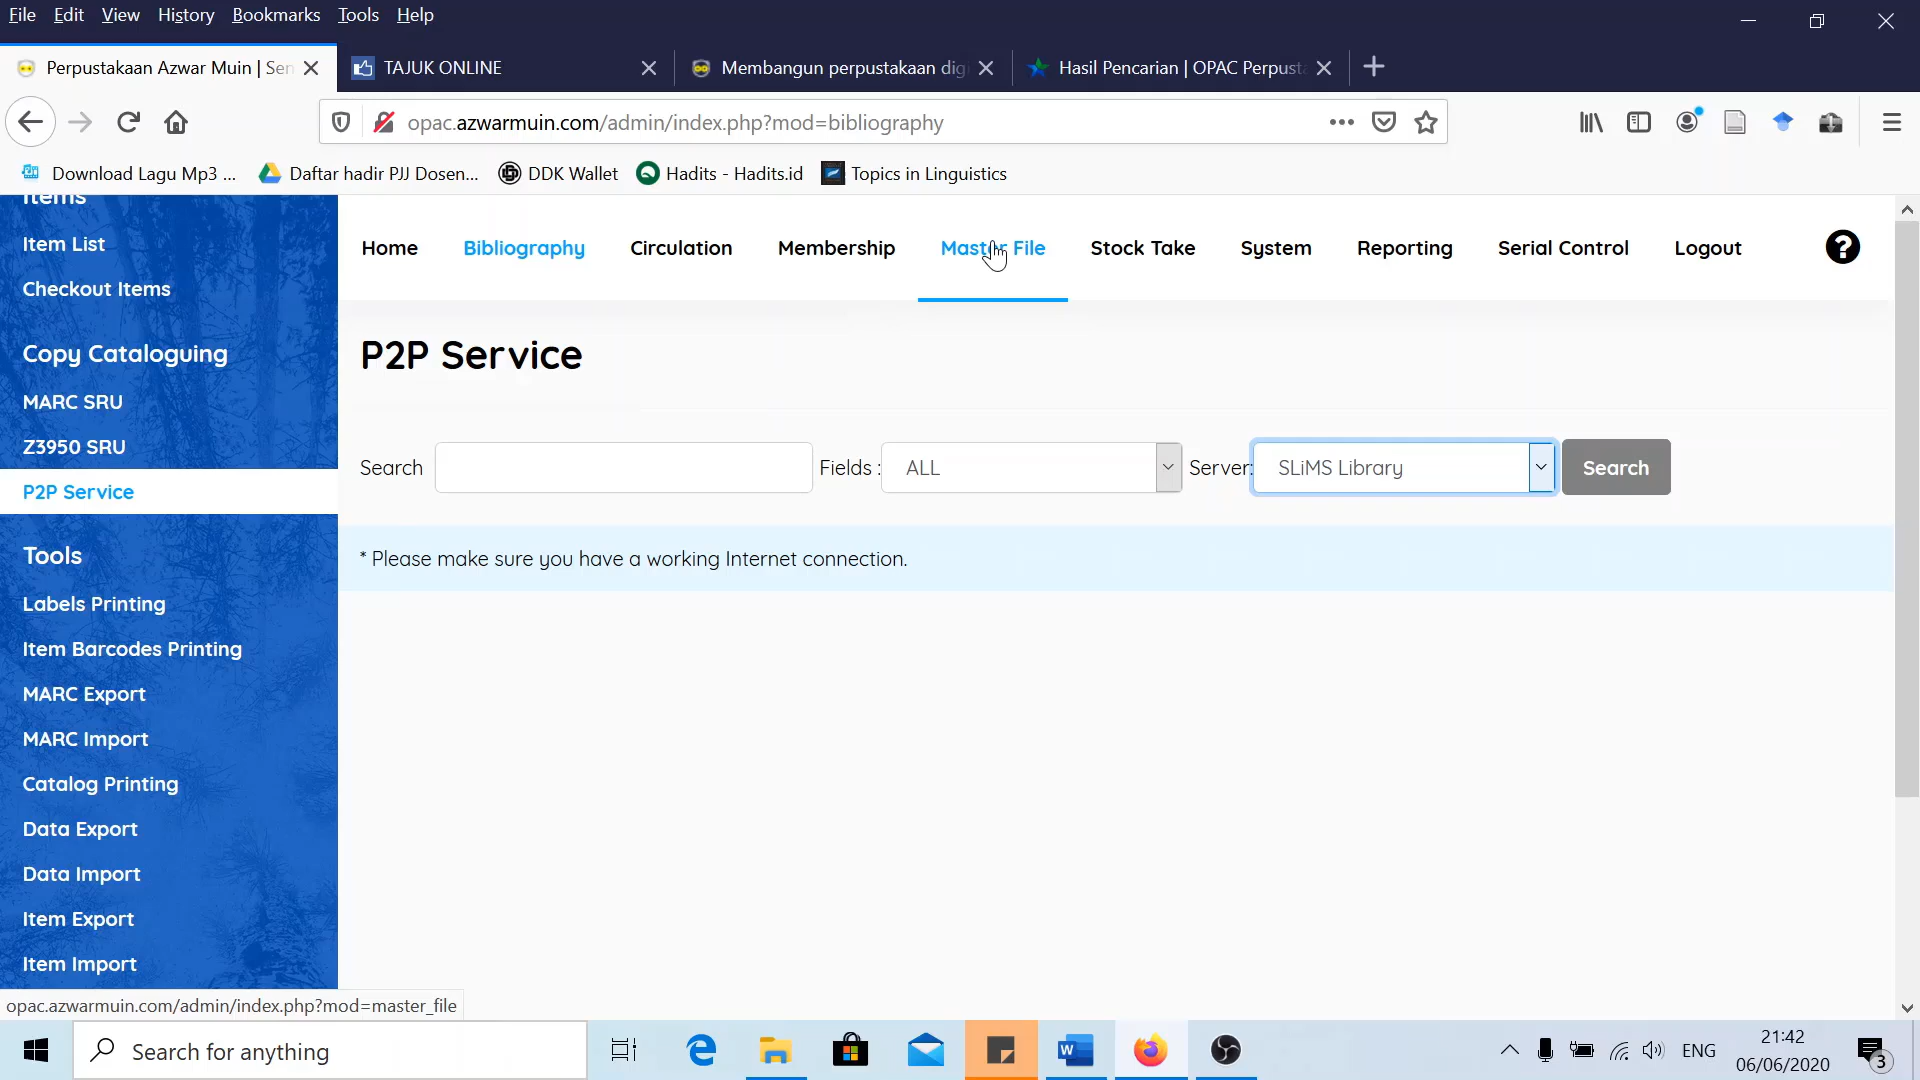 File Edit View History Bookmarks Tools Help
Perpustakaan Azwar Muin | Sen
TAJUK ONLINE
Membangun perpustakaan digi
Hasil Pencarian | OPAC Perpust
opac.azwarmuin.com/admin/index.php?mod=bibliography
Download Lagu Mp3 ...
Daftar hadir PJJ Dosen...
DDK Wallet
Hadits - Hadits.id
Topics in Linguistics
Items
Item List
Checkout Items
Copy Cataloguing
MARC SRU
Z3950 SRU
P2P Service
Tools
Labels Printing
Item Barcodes Printing
MARC Export
MARC Import
Catalog Printing
Data Export
Data Import
Item Export
Item Import
Home Bibliography Circulation Membership Master File Stock Take System Reporting Serial Control Logout ?
P2P Service
Search Fields : ALL Server: SLiMS Library Search
* Please make sure you have a working Internet connection.
opac.azwarmuin.com/admin/index.php?mod=master_file
Search for anything
ENG
21:42
06/06/2020
3